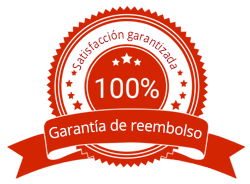 Satisfacción garantizada
100%
Garantía de reembolso